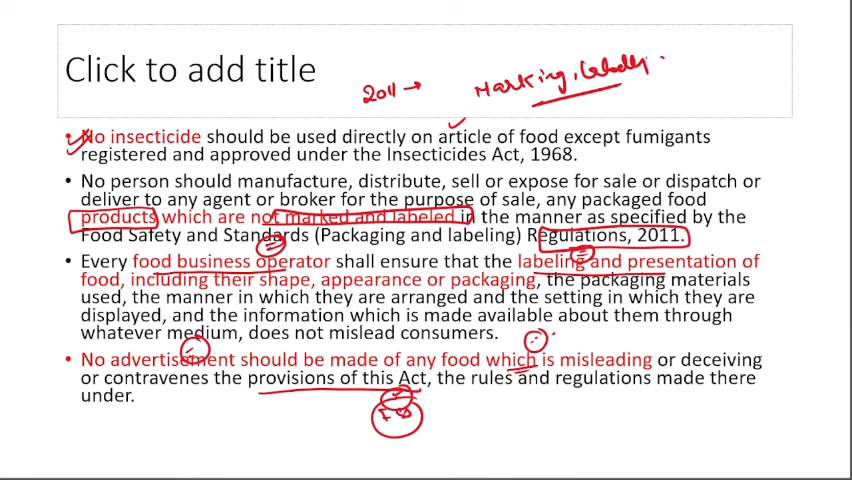 Click to add title
2011 → Marking, labelly
• No insecticide should be used directly on article of food except fumigants
registered and approved under the Insecticides Act, 1968.
• No person should manufacture, distribute, sell or expose for sale or dispatch or
deliver to any agent or broker for the purpose of sale, any packaged food
products which are not marked and labeled in the manner as specified by the
Food Safety and Standards (Packaging and labeling) Regulations, 2011.
• Every food business operator shall ensure that the labeling and presentation of
food, including their shape, appearance or packaging, the packaging materials
used, the manner in which they are arranged and the setting in which they are
displayed, and the information which is made available about them through
whatever medium, does not mislead consumers.
• No advertisement should be made of any food which is misleading or deceiving
or contravenes the provisions of this Act, the rules and regulations made there
under.